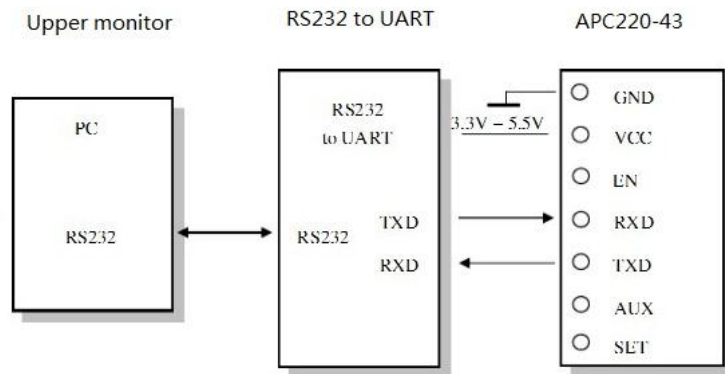 Upper monitor
RS232 to UART
APC220-43
PC
RS232
RS232
to UART
RS232
TXD
RXD
3.3V – 5.5V
GND
VCC
EN
RXD
TXD
AUX
SET